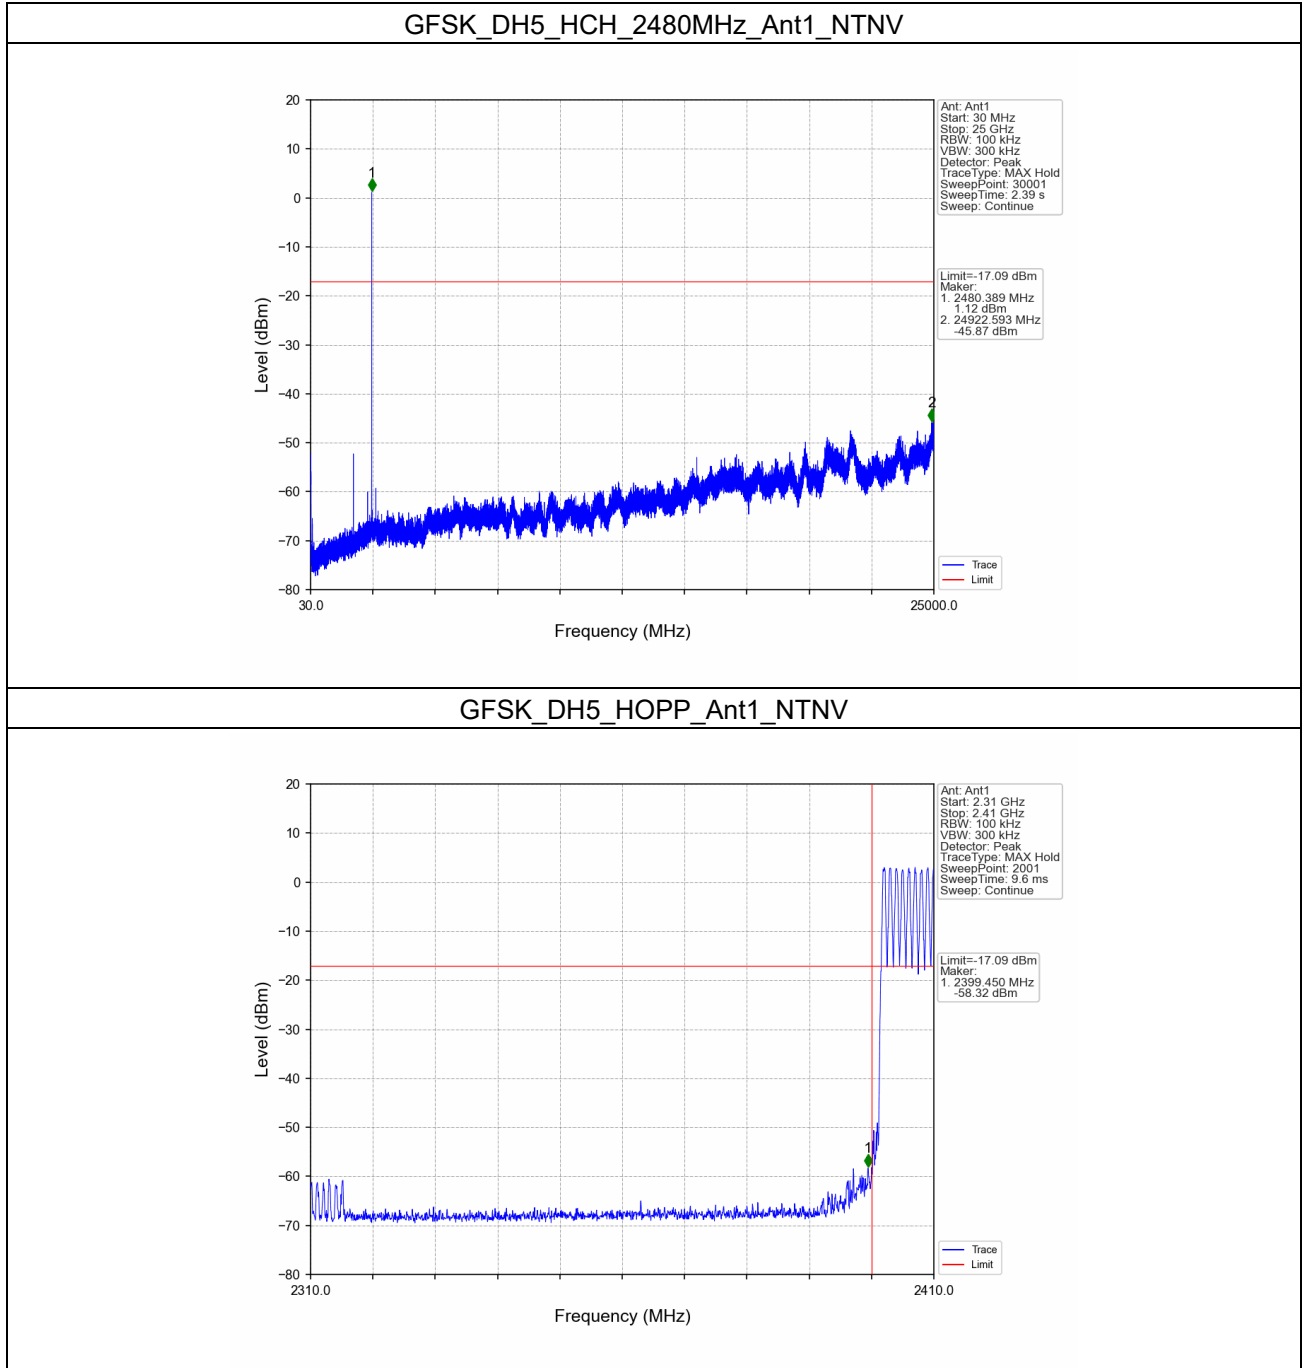 GFSK_DH5_HCH_2480MHz_Ant1_NTNV
20
10
0
−10
−20
−30
−40
−50
−60
−70
−80
Level (dBm)
1
2
30.0
25000.0
Frequency (MHz)
Ant: Ant1
Start: 30 MHz
Stop: 25 GHz
RBW: 100 kHz
VBW: 300 kHz
Detector: Peak
TraceType: MAX Hold
SweepPoint: 30001
SweepTime: 2.39 s
Sweep: Continue
Limit=-17.09 dBm
Maker:
1. 2480.389 MHz
1.12 dBm
2. 24922.593 MHz
-45.87 dBm
Trace
Limit
GFSK_DH5_HOPP_Ant1_NTNV
20
10
0
−10
−20
−30
−40
−50
−60
−70
−80
Level (dBm)
1
2310.0
2410.0
Frequency (MHz)
Ant: Ant1
Start: 2.31 GHz
Stop: 2.41 GHz
RBW: 100 kHz
VBW: 300 kHz
Detector: Peak
TraceType: MAX Hold
SweepPoint: 2001
SweepTime: 9.6 ms
Sweep: Continue
Limit=-17.09 dBm
Maker:
1. 2399.450 MHz
-58.32 dBm
Trace
Limit